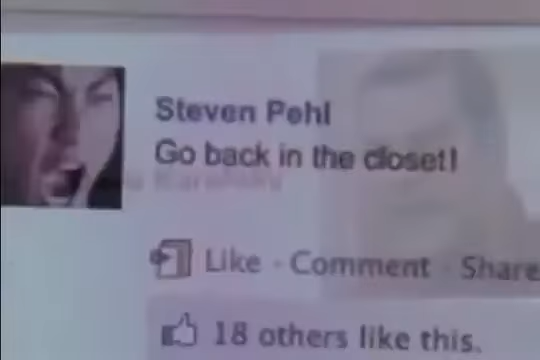 Steven Pehl
Go back in the closet!
Like · Comment · Share
18 others like this.